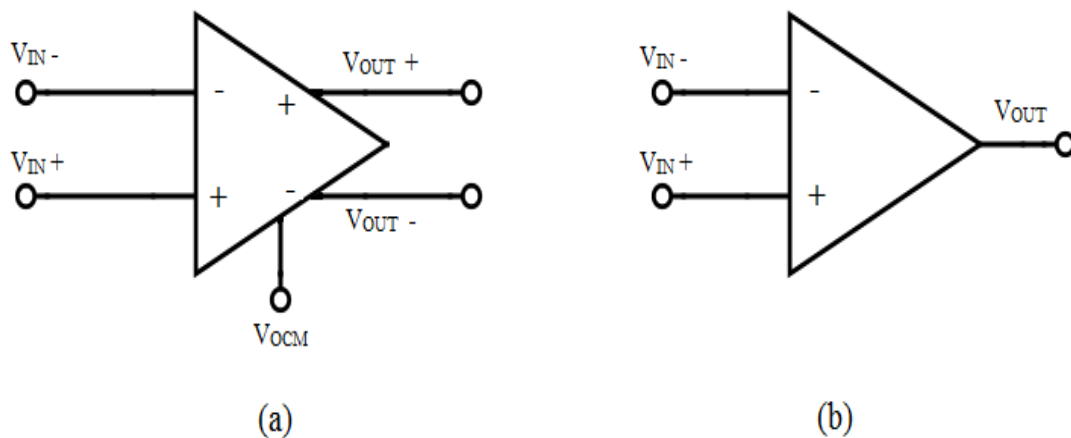 VIN -
VIN +
-
+
+
-
VOUT +
VOUT -
VOCM
(a)
VIN -
VIN +
-
+
VOUT
(b)